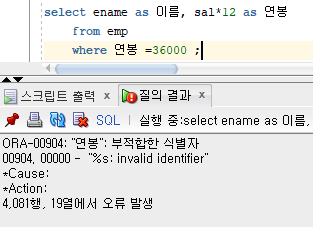 select ename as 이름, sal*12 as 연봉
from emp
where 연봉 =36000 ;
스크립트 출력 x 질의 결과 x
SQL | 실행 중:select ename as 이름,
ORA-00904: "연봉": 부적합한 식별자
00904, 00000 - "%s: invalid identifier"
*Cause:
*Action:
4,081행, 19열에서 오류 발생